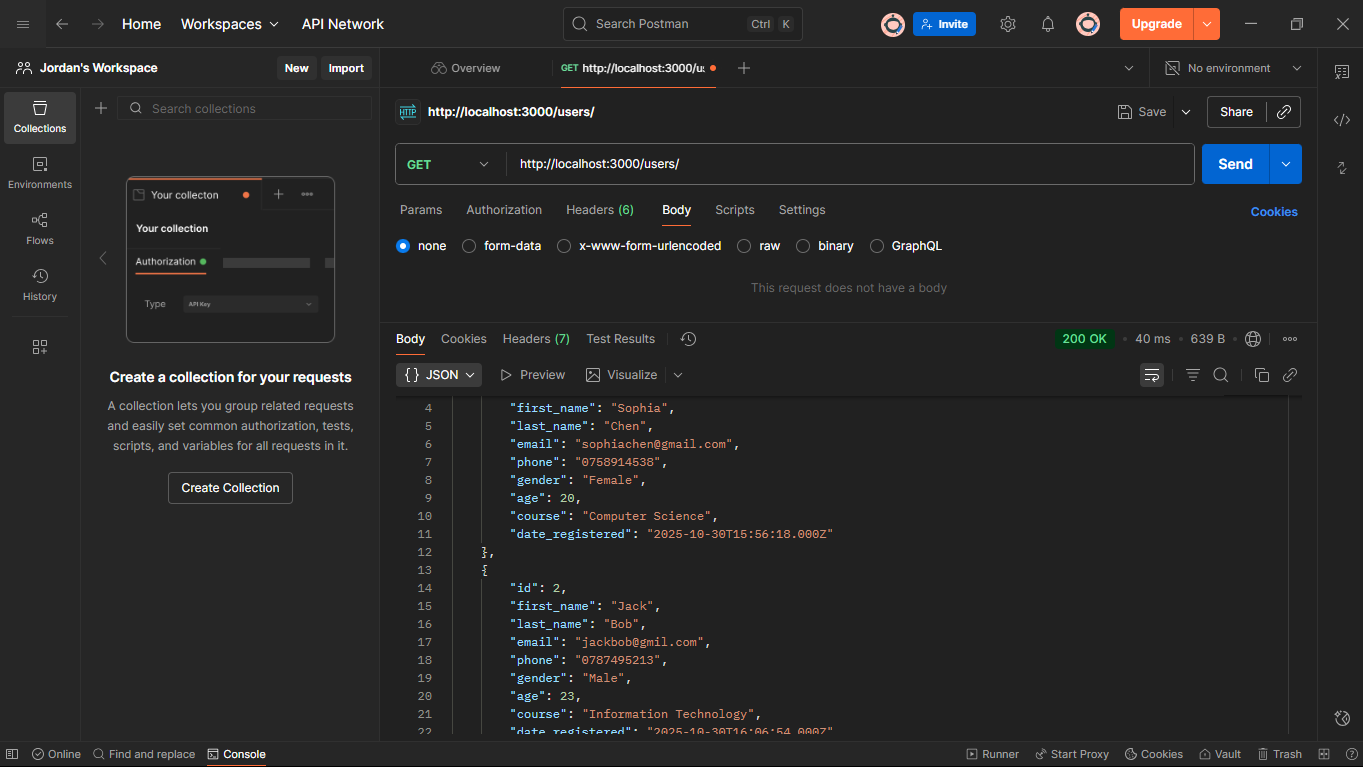 Home Workspaces API Network Search Postman Ctrl K Invite Upgrade
Jordan's Workspace New Import Overview GET http://localhost:3000/u No environment
Collections
Environments
Flows
History
Search collections
Your collecton
Your collection
Authorization
Type API Key
Create a collection for your requests
A collection lets you group related requests
and easily set common authorization, tests,
scripts, and variables for all requests in it.
Create Collection
HTTP http://localhost:3000/users/ Save Share
GET http://localhost:3000/users/ Send
Params Authorization Headers (6) Body Scripts Settings Cookies
none form-data x-www-form-urlencoded raw binary GraphQL
This request does not have a body
Body Cookies Headers (7) Test Results 200 OK • 40 ms • 639 B
{} JSON Preview Visualize
4 "first_name": "Sophia",
5 "last_name": "Chen",
6 "email": "sophiachen@gmail.com",
7 "phone": "0758914538",
8 "gender": "Female",
9 "age": 20,
10 "course": "Computer Science",
11 "date_registered": "2025-10-30T15:56:18.000Z"
12 },
13 {
14 "id": 2,
15 "first_name": "Jack",
16 "last_name": "Bob",
17 "email": "jackbob@gmil.com",
18 "phone": "0787495213",
19 "gender": "Male",
20 "age": 23,
21 "course": "Information Technology",
22 "date_registered": "2025-10-30T16:06:54.000Z"
Online Find and replace Console Runner Start Proxy Cookies Vault Trash